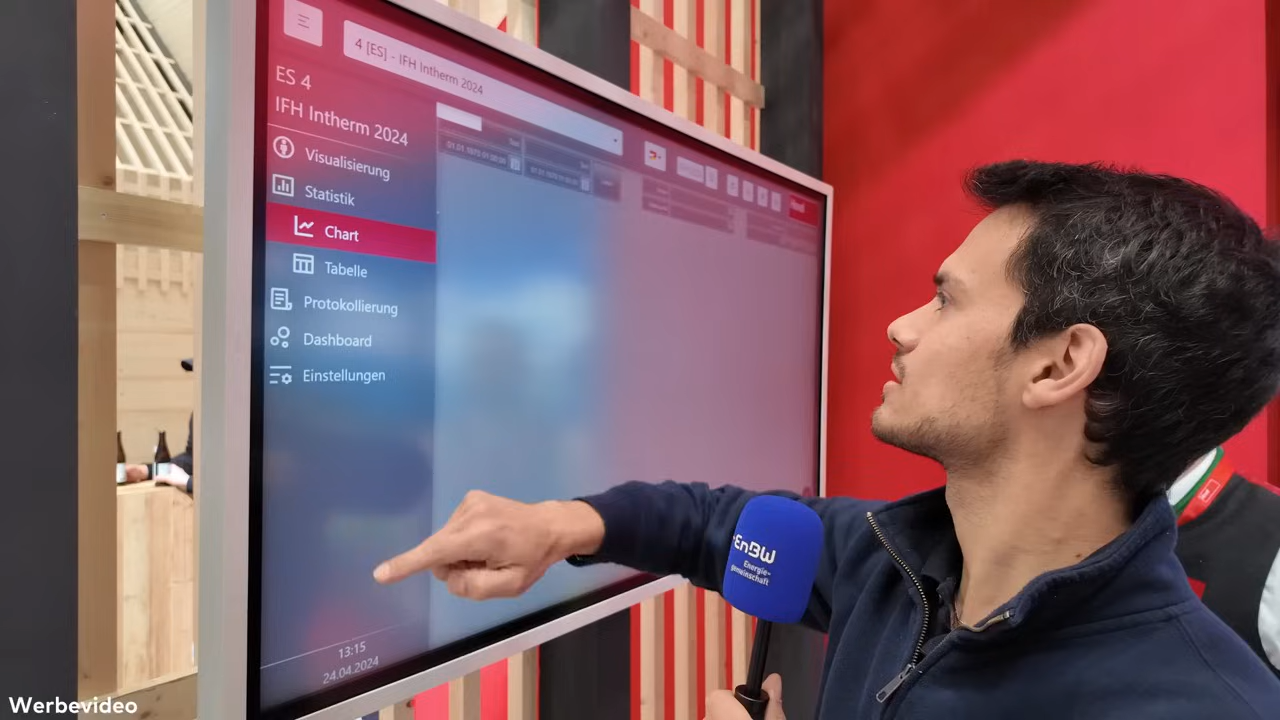 4 [ES] - IFH Intherm 2024
ES 4
IFH Intherm 2024
Visualisierung
Statistik
Chart
Tabelle
Protokollierung
Dashboard
Einstellungen
13:15
24.04.2024
EnBW
Energie-
gemeinschaft
Werbevideo